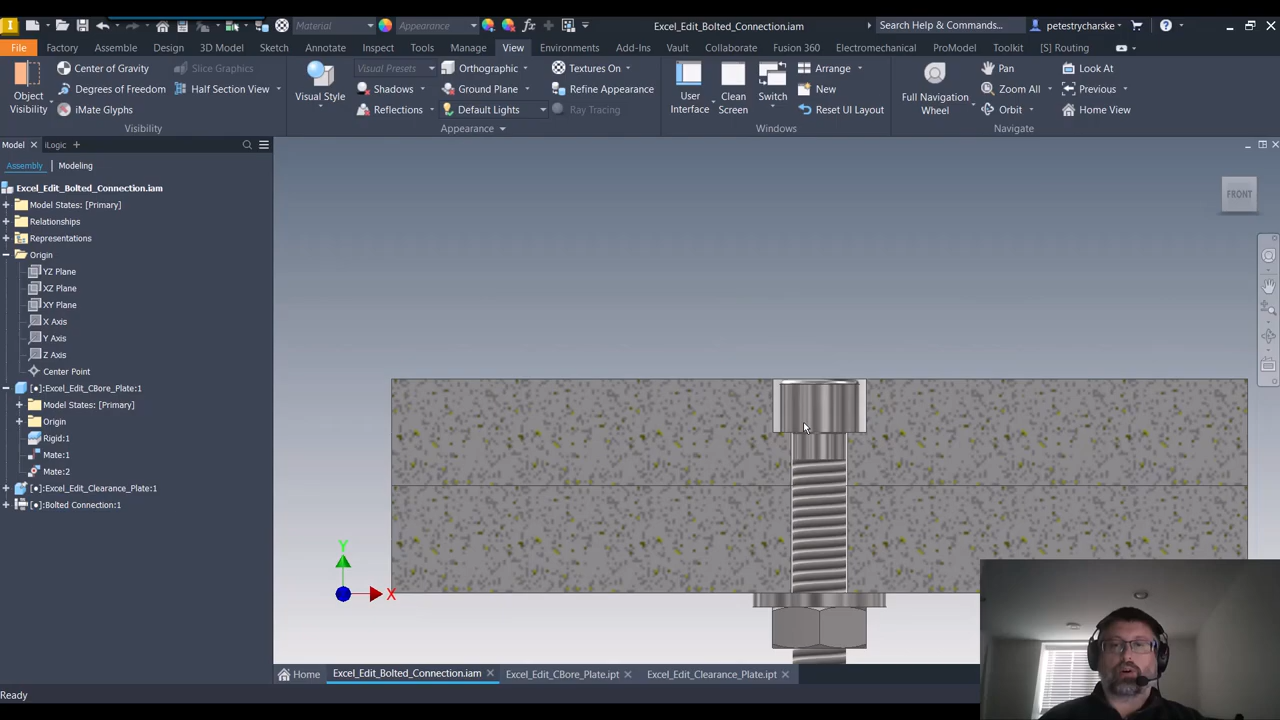 Material
Appearance
Excel_Edit_Bolted_Connection.iam
Search Help & Commands...
petestrycharske
File Factory Assemble Design 3D Model Sketch Annotate Inspect Tools Manage View Environments Add-Ins Vault Collaborate Fusion 360 Electromechanical ProModel Toolkit [S] Routing
Object Visibility
Center of Gravity
Degrees of Freedom
iMate Glyphs
Slice Graphics
Half Section View
Visibility
Visual Style
Visual Presets
Shadows
Reflections
Orthographic
Ground Plane
Default Lights
Textures On
Refine Appearance
Ray Tracing
Appearance
User Interface
Clean Screen
Switch
Arrange
New
Reset UI Layout
Windows
Full Navigation Wheel
Pan
Zoom All
Orbit
Look At
Previous
Home View
Navigate
Model
iLogic
Assembly
Modeling
Excel_Edit_Bolted_Connection.iam
Model States: [Primary]
Relationships
Representations
Origin
YZ Plane
XZ Plane
XY Plane
X Axis
Y Axis
Z Axis
Center Point
[•]:Excel_Edit_CBore_Plate:1
Model States: [Primary]
Origin
Rigid:1
Mate:1
Mate:2
[•]:Excel_Edit_Clearance_Plate:1
[•]:Bolted Connection:1
FRONT
Y
X
Home
Excel_Edit_Bolted_Connection.iam
Excel_Edit_CBore_Plate.ipt
Excel_Edit_Clearance_Plate.ipt
Ready